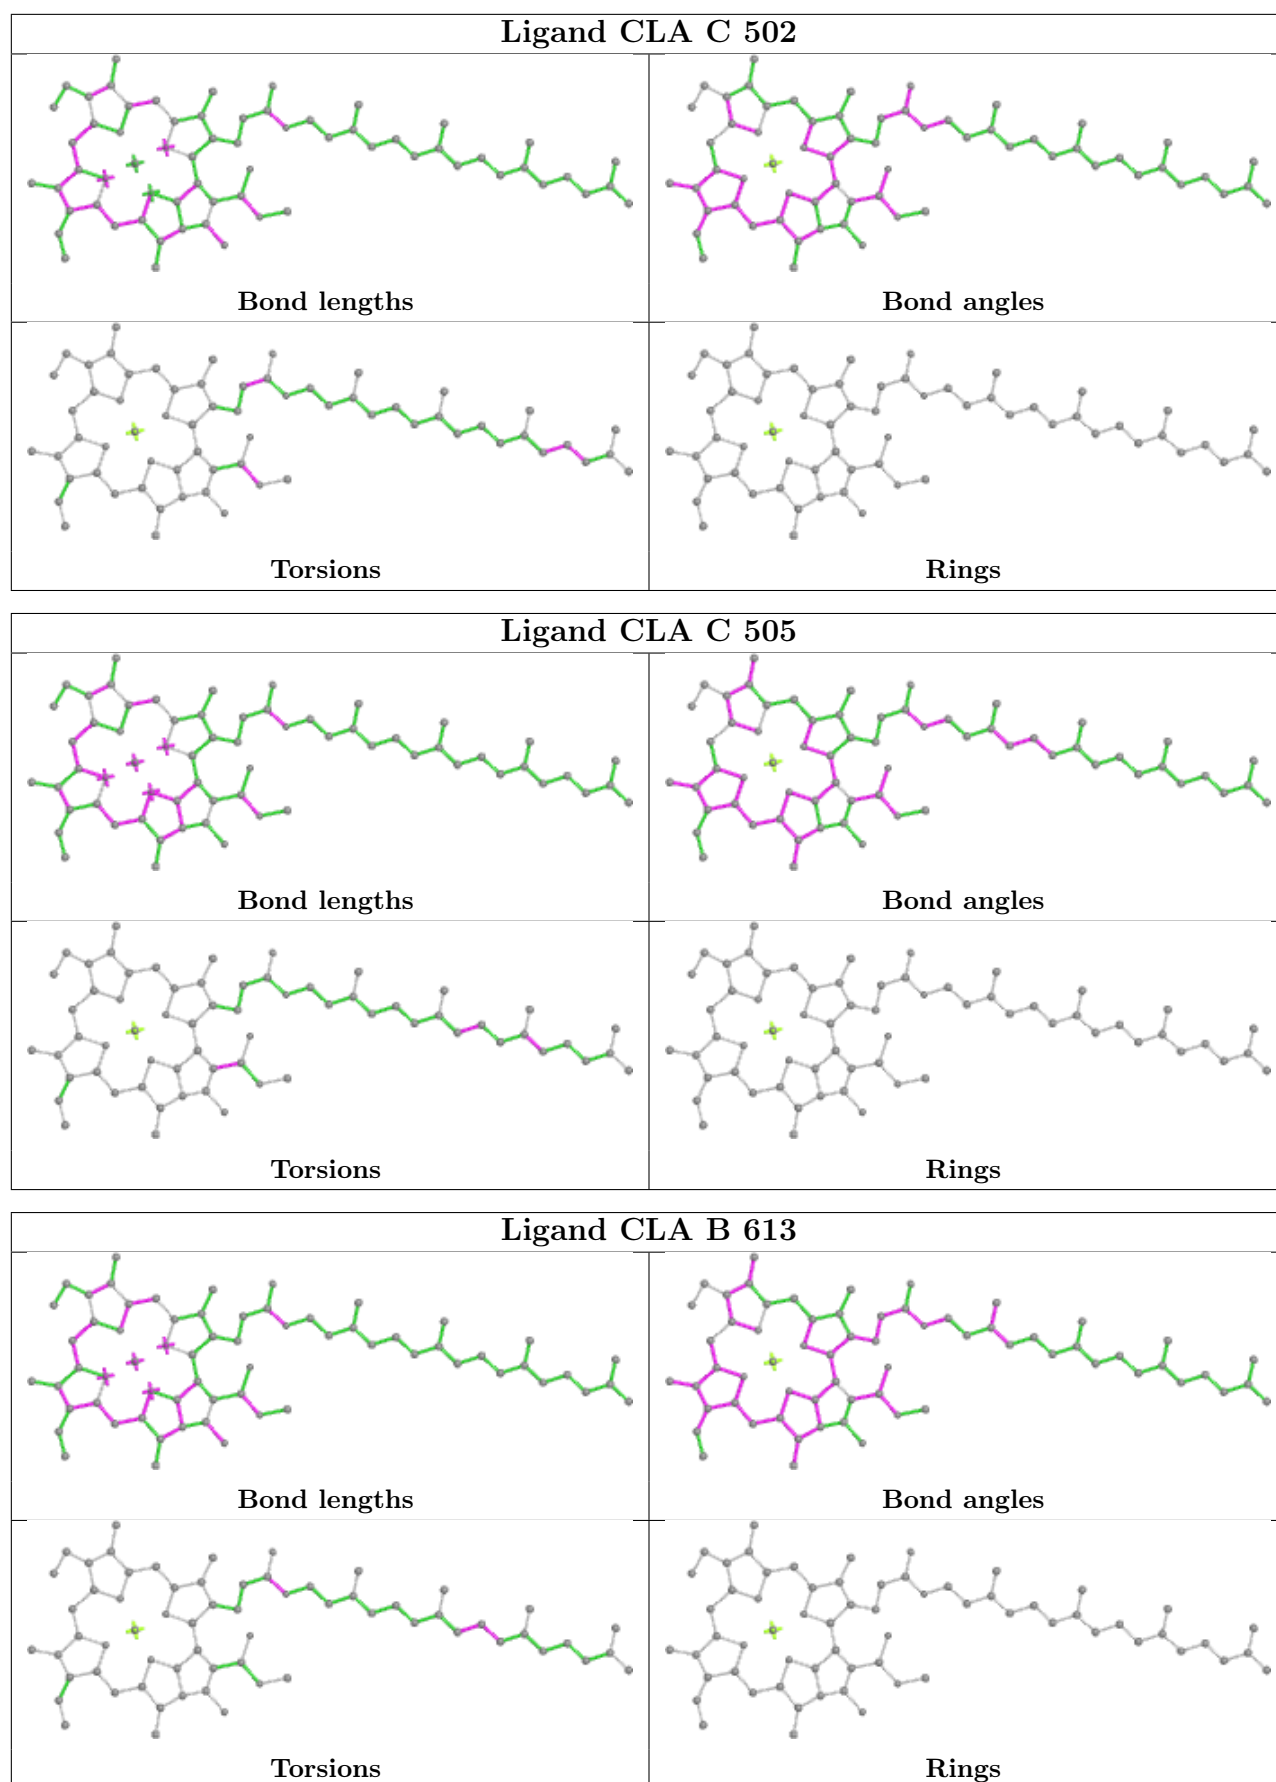 Ligand CLA C 502
Bond lengths
Bond angles
Torsions
Rings
Ligand CLA C 505
Bond lengths
Bond angles
Torsions
Rings
Ligand CLA B 613
Bond lengths
Bond angles
Torsions
Rings